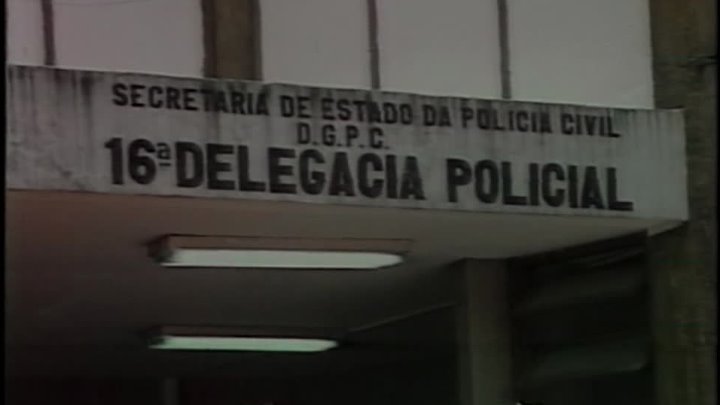 SECRETARIA DE ESTADO DA POLICIA CIVIL
D.G.P.C.
16ª DELEGACIA POLICIAL